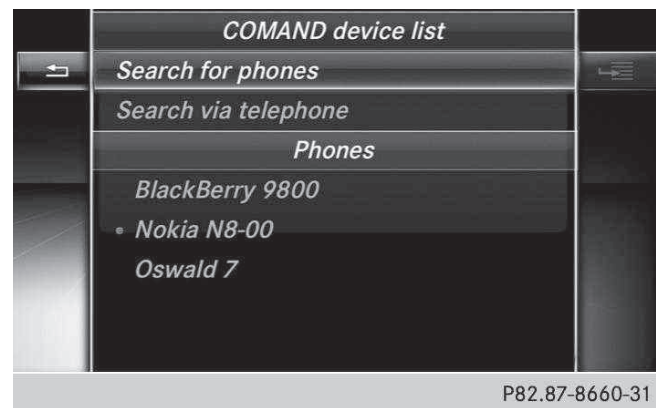 COMAND device list
Search for phones
Search via telephone
Phones
BlackBerry 9800
• Nokia N8-00
Oswald 7
P82.87-8660-31